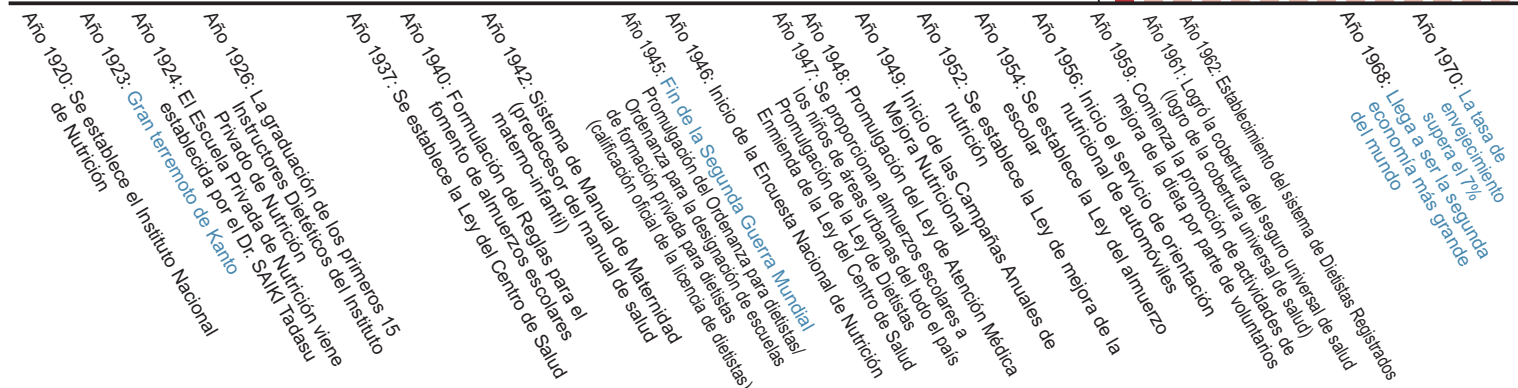 Año 1920: Se establece el Instituto Nacional
de Nutrición
Año 1923: Gran terremoto de Kanto
Año 1924: El Escuela Privada de Nutrición viene
establecida por el Dr. SAIKI Tadasu
Año 1926: La graduación de los primeros 15
Instructores Dietéticos del Instituto
Privado de Nutrición
Año 1937: Se establece la Ley del Centro de Salud
Año 1940: Formulación del Reglas para el
fomento de almuerzos escolares
Año 1942: Sistema de Manual de Maternidad
(predecesor del manual de salud
materno-infantil)
Año 1945: Fin de la Segunda Guerra Mundial
Promulgación del Ordenanza para dietistas/
Ordenanza para la designación de escuelas
de formación privada para dietistas
(calificación oficial de la licencia de dietistas)
Año 1946: Inicio de la Encuesta Nacional de Nutrición
Año 1947: Se proporcionan almuerzos escolares a
los niños de áreas urbanas del todo el país
Promulgación de la Ley de Dietistas
Enmienda de la Ley del Centro de Salud
Año 1948: Promulgación del Ley de Atención Médica
Año 1949: Inicio de las Campañas Anuales de
Mejora Nutricional
Año 1952: Se establece la Ley de mejora de la
nutrición
Año 1954: Se establece la Ley del almuerzo
escolar
Año 1956: Inicio el servicio de orientación
nutricional de automóviles
Año 1959: Comienza la promoción de actividades de
mejora de la dieta por parte de voluntarios
Año 1961: Logró la cobertura del seguro universal de salud
(logro de la cobertura universal de salud)
Año 1962: Establecimiento del sistema de Dietistas Registrados
Año 1968: Llega a ser la segunda
economía más grande
del mundo
Año 1970: La tasa de
envejecimiento
supera el 7%